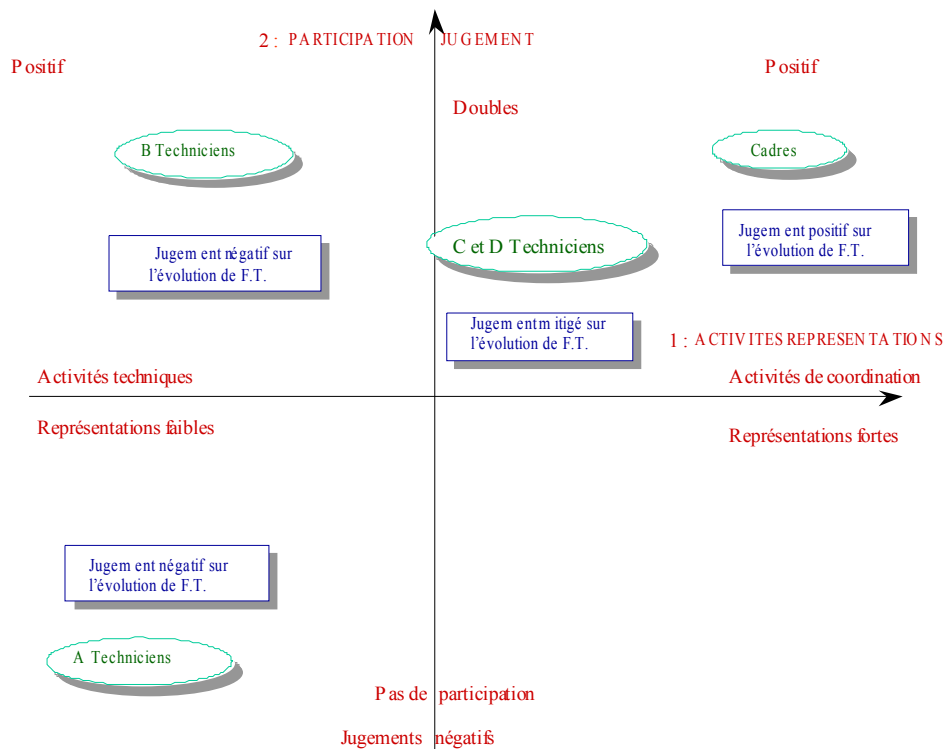 2 : PARTICIPATION JUGEMENT
Positif
Positif
Doubles
B Techniciens
Cadres
Jugement négatif sur
l'évolution de F.T.
C et D Techniciens
Jugement positif sur
l'évolution de F.T.
Jugement mitigé sur
l'évolution de F.T.
1 : ACTIVITES REPRESENTATIONS
Activités techniques
Activités de coordination
Représentations faibles
Représentations fortes
Jugement négatif sur
l'évolution de F.T.
A Techniciens
Pas de participation
Jugements négatifs